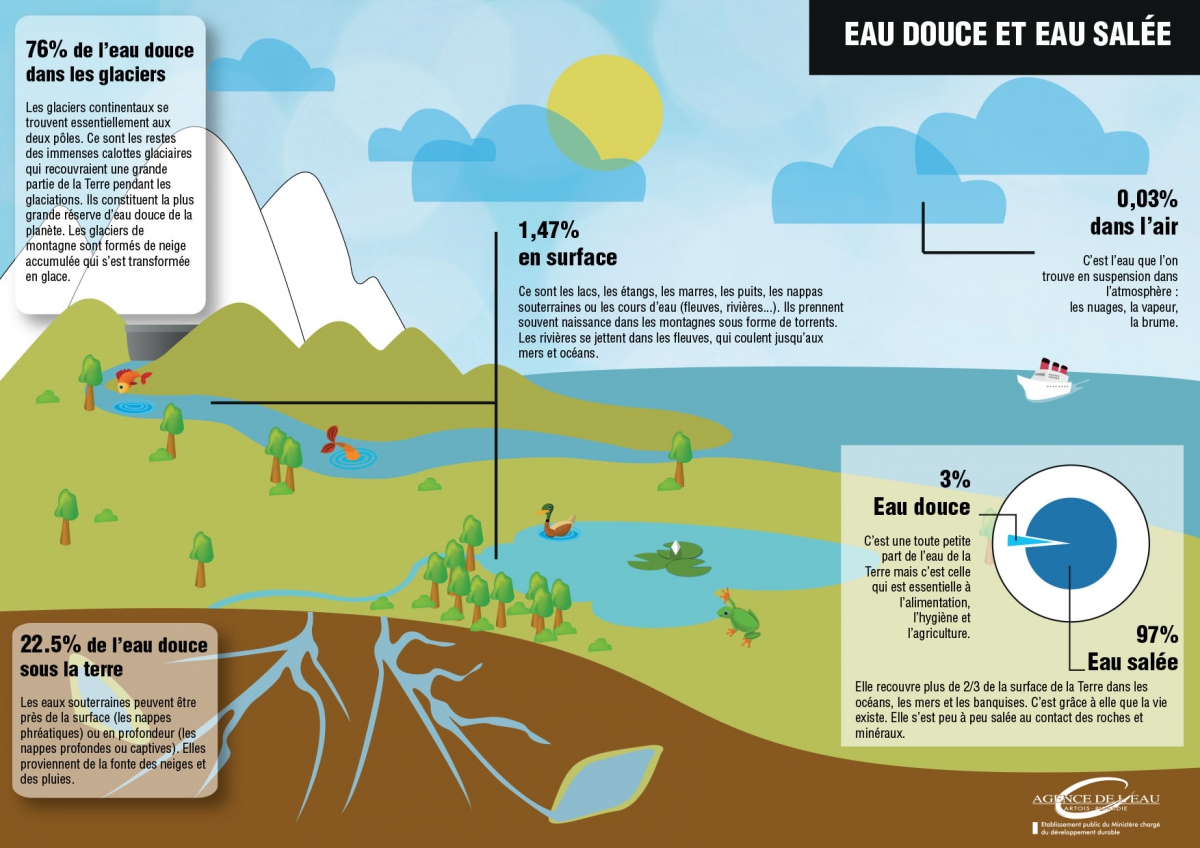 EAU DOUCE ET EAU SALÉE
76% de l'eau douce
dans les glaciers
Les glaciers continentaux se
trouvent essentiellement aux
deux pôles. Ce sont les restes
des immenses calottes glaciaires
qui recouvraient une grande
partie de la Terre pendant les
glaciations. Ils constituent la plus
grande réserve d'eau douce de la
planète. Les glaciers de
montagne sont formés de neige
accumulée qui s'est transformée
en glace.
1,47%
en surface
Ce sont les lacs, les étangs, les marres, les puits, les nappas
souterraines ou les cours d'eau (fleuves, rivières...). Ils prennent
souvent naissance dans les montagnes sous forme de torrents.
Les rivières se jettent dans les fleuves, qui coulent jusqu'aux
mers et océans.
0,03%
dans l'air
C'est l'eau que l'on
trouve en suspension dans
l'atmosphère :
les nuages, la vapeur,
la brume.
3%
Eau douce
C'est une toute petite
part de l'eau de la
Terre mais c'est celle
qui est essentielle à
l'alimentation,
l'hygiène et
l'agriculture.
97%
Eau salée
Elle recouvre plus de 2/3 de la surface de la Terre dans les
océans, les mers et les banquises. C'est grâce à elle que la vie
existe. Elle s'est peu à peu salée au contact des roches et
minéraux.
22.5% de l'eau douce
sous la terre
Les eaux souterraines peuvent être
près de la surface (les nappes
phréatiques) ou en profondeur (les
nappes profondes ou captives). Elles
proviennent de la fonte des neiges et
des pluies.
AGENCE DE L'EAU
ARTOIS - PICARDIE
Etablissement public du Ministère chargé
du développement durable